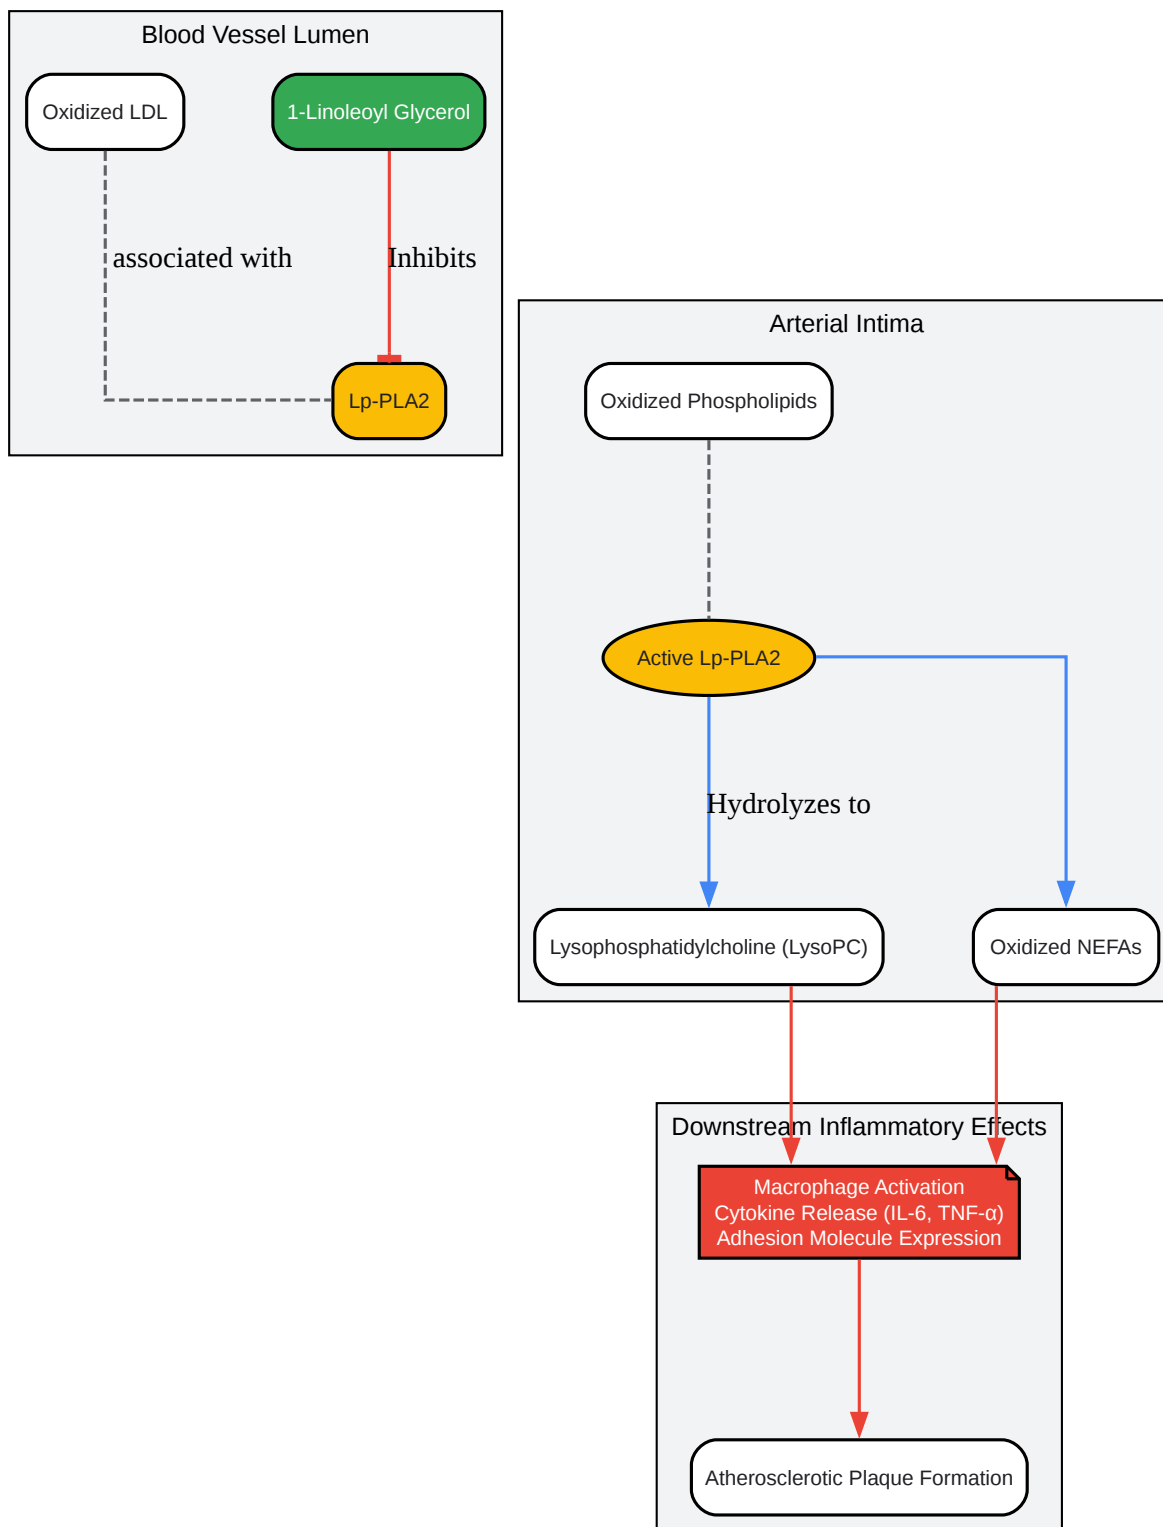 Blood Vessel Lumen
Oxidized LDL
1-Linoleoyl Glycerol
associated with
Inhibits
Lp-PLA2
Arterial Intima
Oxidized Phospholipids
Active Lp-PLA2
Hydrolyzes to
Lysophosphatidylcholine (LysoPC)
Oxidized NEFAs
Downstream Inflammatory Effects
Macrophage Activation
Cytokine Release (IL-6, TNF-α)
Adhesion Molecule Expression
Atherosclerotic Plaque Formation